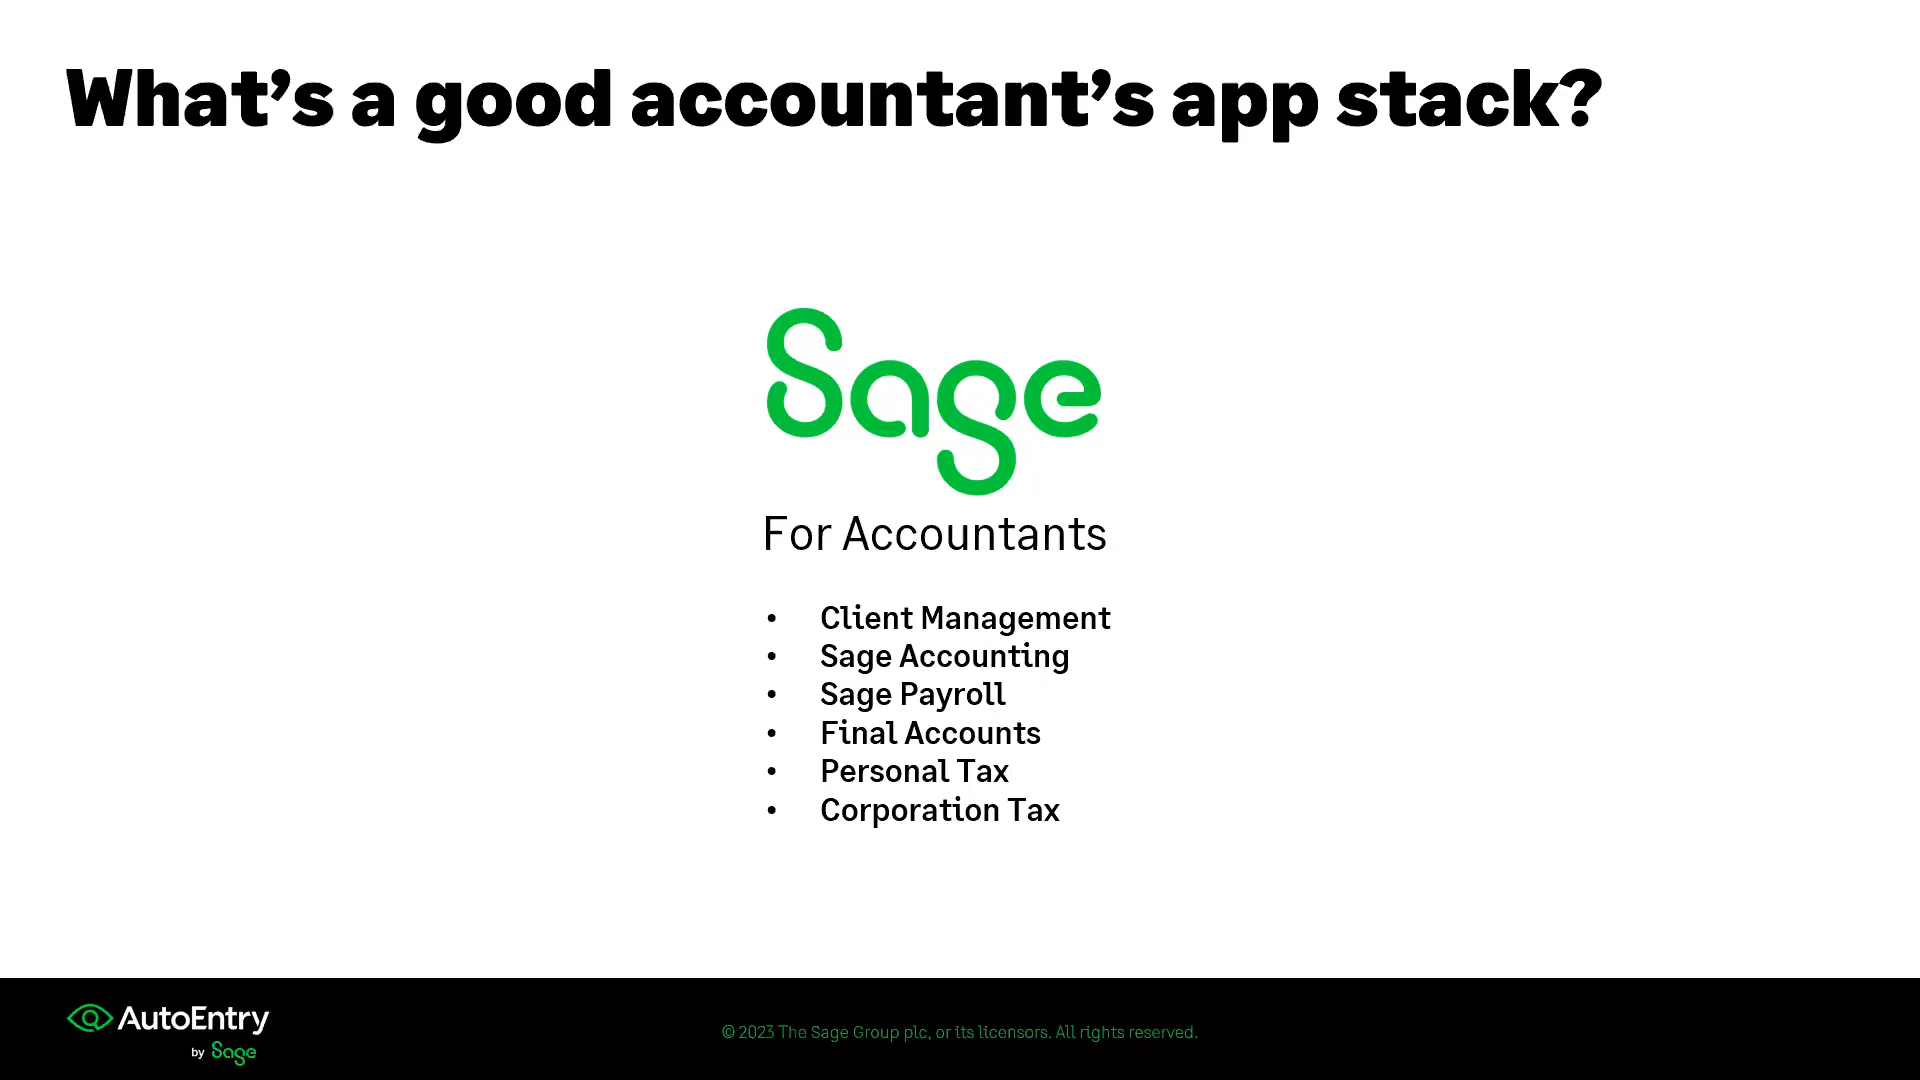 What’s a good accountant’s app stack?
Sage
For Accountants
• Client Management
• Sage Accounting
• Sage Payroll
• Final Accounts
• Personal Tax
• Corporation Tax
AutoEntry
by Sage
© 2023 The Sage Group plc, or its licensors. All rights reserved.